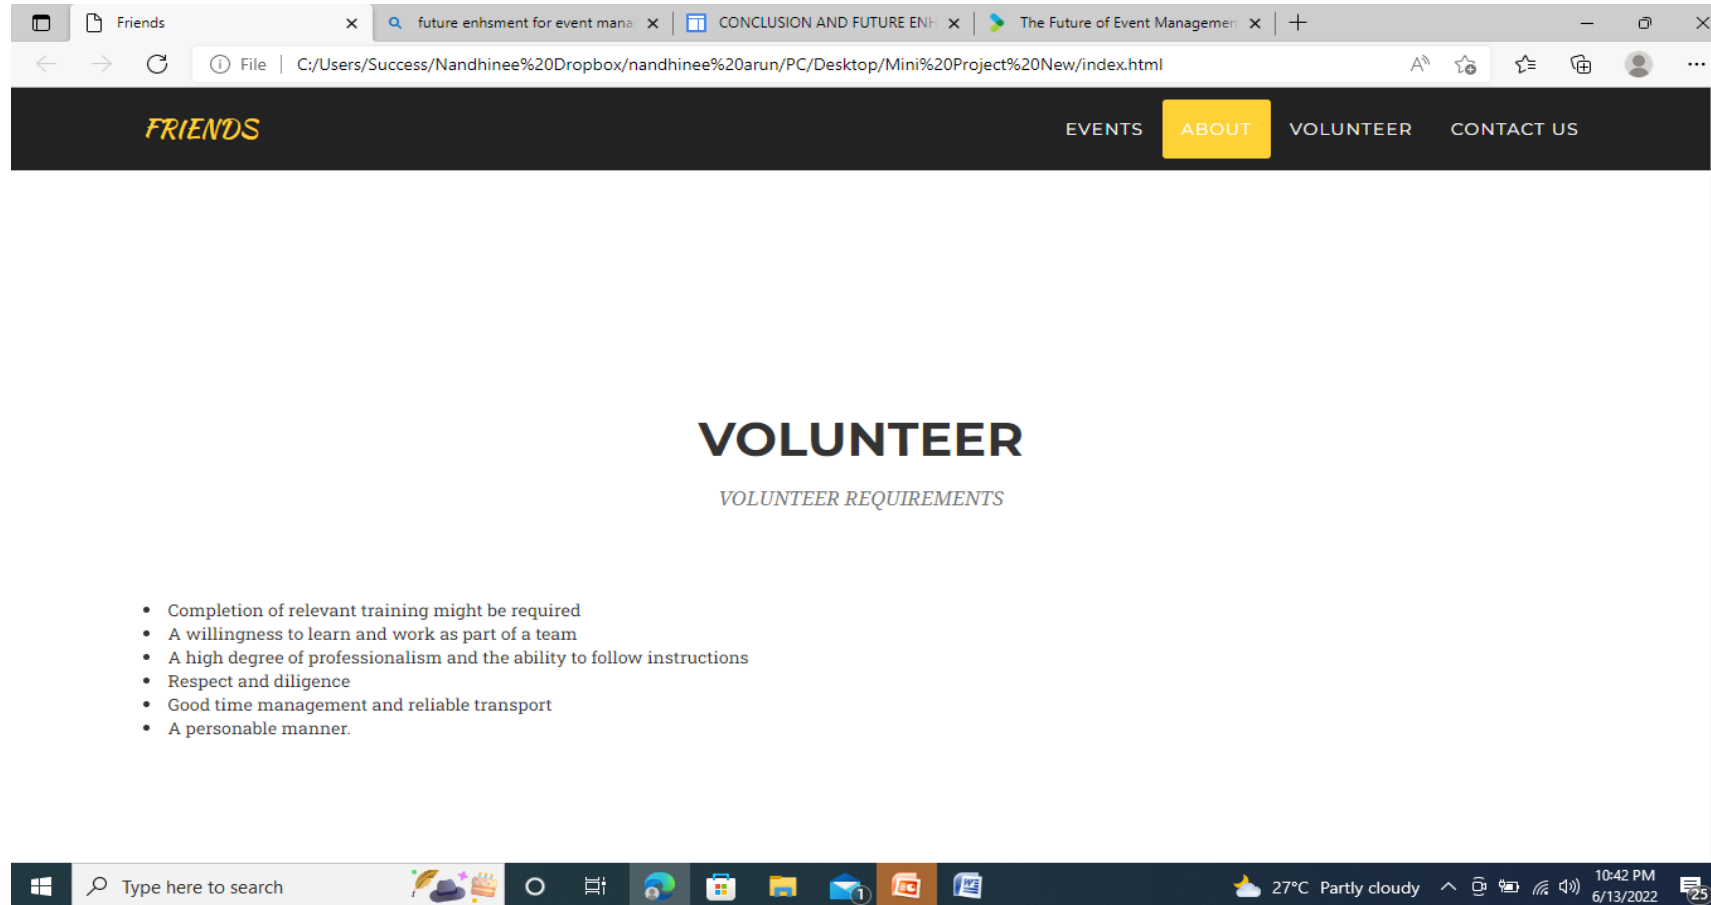 Friends
future enhsment for event mana
CONCLUSION AND FUTURE ENH
The Future of Event Managemen
File
C:/Users/Success/Nandhinee%20Dropbox/nandhinee%20arun/PC/Desktop/Mini%20Project%20New/index.html
FRIENDS
EVENTS
ABOUT
VOLUNTEER
CONTACT US
VOLUNTEER
VOLUNTEER REQUIREMENTS
• Completion of relevant training might be required
• A willingness to learn and work as part of a team
• A high degree of professionalism and the ability to follow instructions
• Respect and diligence
• Good time management and reliable transport
• A personable manner.
Type here to search
1
27°C Partly cloudy
10:42 PM
6/13/2022
25